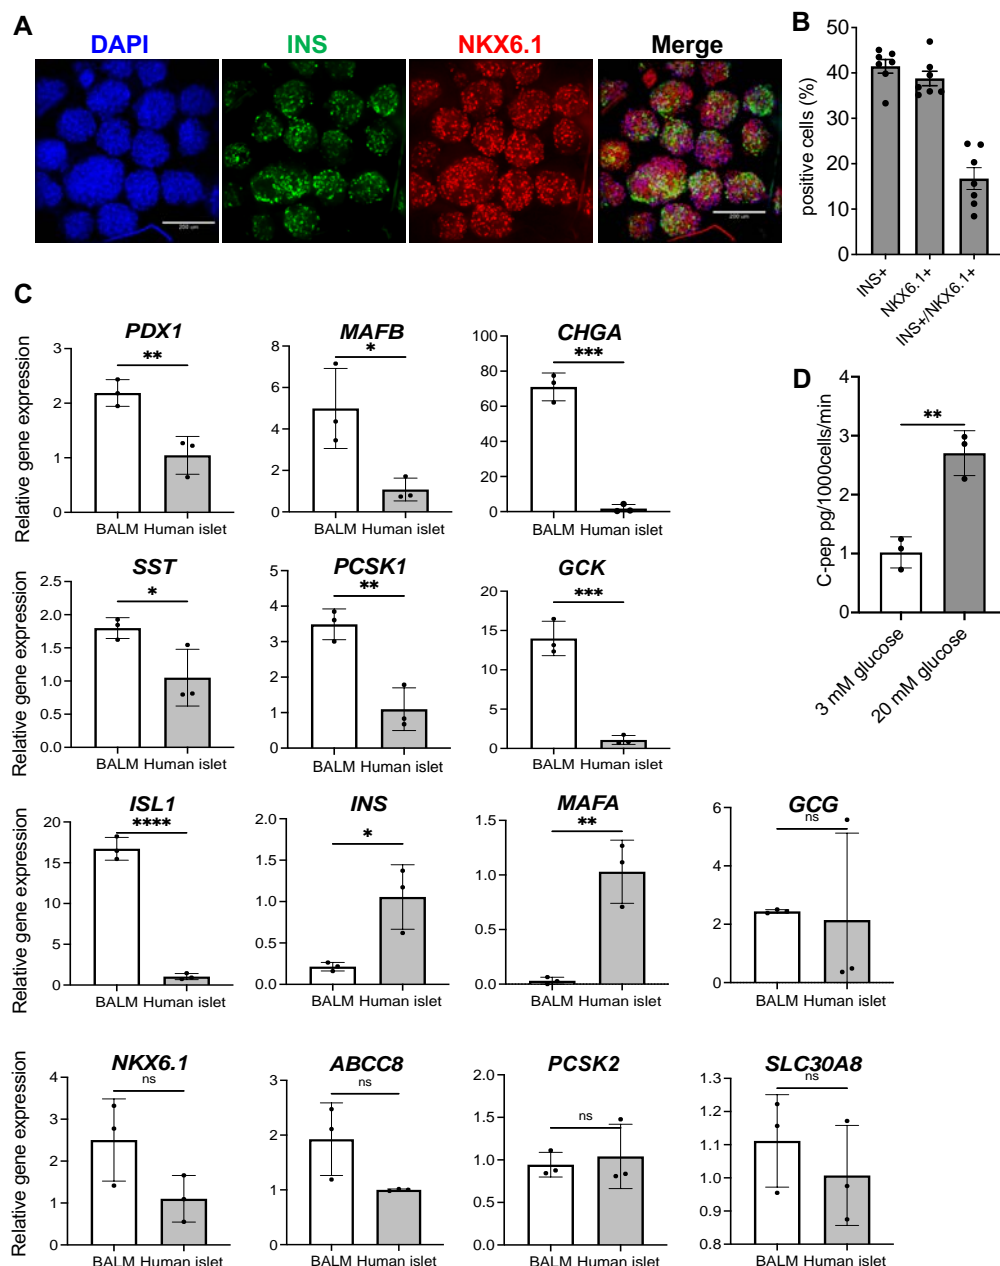 A
DAPI INS NKX6.1 Merge
200 um 200 um
B
positive cells (%)
50
40
30
20
10
0
INS+ NKX6.1+ INS+/NKX6.1+
C
Relative gene expression
PDX1
**
3
2
1
0
BALM Human islet
MAFB
*
8
6
4
2
0
BALM Human islet
CHGA
***
100
80
60
40
20
0
BALM Human islet
D
C-pep pg/1000cells/min
**
4
3
2
1
0
3 mM glucose 20 mM glucose
Relative gene expression
SST
*
2.5
2.0
1.5
1.0
0.5
0.0
BALM Human islet
PCSK1
**
5
4
3
2
1
0
BALM Human islet
GCK
***
20
15
10
5
0
BALM Human islet
Relative gene expression
ISL1
****
20
15
10
5
0
BALM Human islet
INS
*
2.0
1.5
1.0
0.5
0.0
BALM Human islet
MAFA
**
1.5
1.0
0.5
0.0
BALM Human islet
GCG
ns
6
4
2
0
BALM Human islet
Relative gene expression
NKX6.1
ns
4
3
2
1
0
BALM Human islet
ABCC8
ns
3
2
1
0
BALM Human islet
PCSK2
ns
2.0
1.5
1.0
0.5
0.0
BALM Human islet
SLC30A8
ns
1.3
1.2
1.1
1.0
0.9
0.8
BALM Human islet